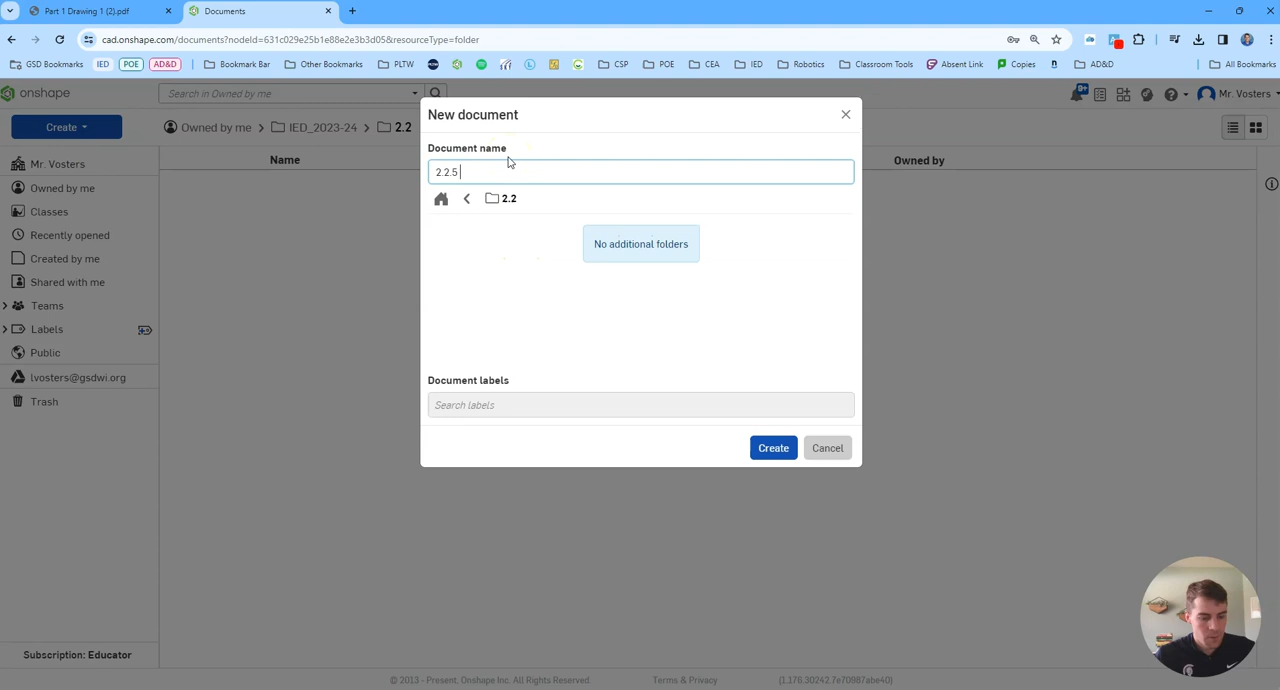 Part 1 Drawing 1 (2).pdf
Documents
cad.onshape.com/documents?nodeId=631c029e25b1e88e2e3b3d05&resourceType=folder
GSD Bookmarks IED POE AD&D Bookmark Bar Other Bookmarks PLTW CSP POE CEA IED Robotics Classroom Tools Absent Link Copies n AD&D All Bookmarks
onshape
Search in Owned by me
9+
Mr. Vosters
Create
Owned by me > IED_2023-24 > 2.2
Name
Owned by
Mr. Vosters
Owned by me
Classes
Recently opened
Created by me
Shared with me
Teams
Labels
Public
lvosters@gsdwi.org
Trash
New document
Document name
2.2.5
2.2
No additional folders
Document labels
Search labels
Create
Cancel
Subscription: Educator
© 2013 - Present, Onshape Inc. All Rights Reserved.
Terms & Privacy
(1.176.30242.7e70987abe40)